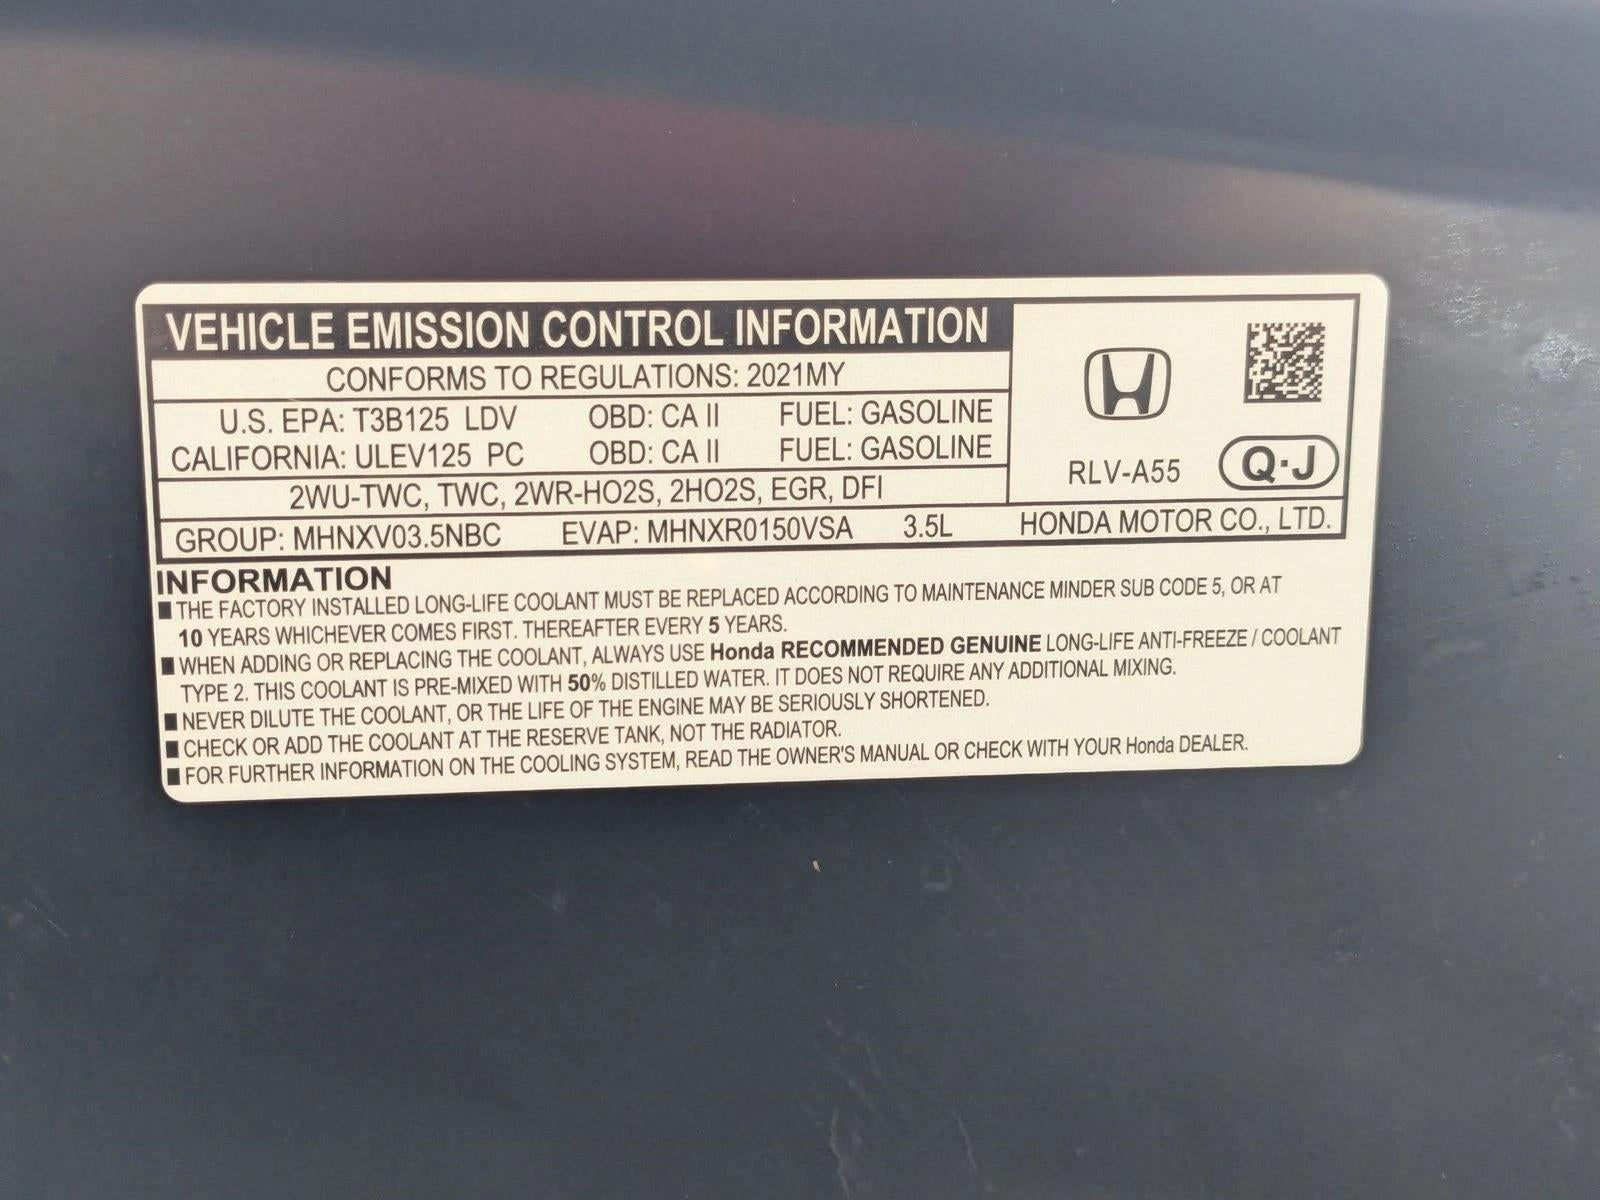 VEHICLE EMISSION CONTROL INFORMATION
CONFORMS TO REGULATIONS: 2021MY
U.S. EPA: T3B125 LDV OBD: CA II FUEL: GASOLINE
CALIFORNIA: ULEV125 PC OBD: CA II FUEL: GASOLINE
RLV-A55 Q·J
2WU-TWC, TWC, 2WR-HO2S, 2HO2S, EGR, DFI
GROUP: MHNXV03.5NBC EVAP: MHNXR0150VSA 3.5L HONDA MOTOR CO., LTD.
INFORMATION
■ THE FACTORY INSTALLED LONG-LIFE COOLANT MUST BE REPLACED ACCORDING TO MAINTENANCE MINDER SUB CODE 5, OR AT
10 YEARS WHICHEVER COMES FIRST. THEREAFTER EVERY 5 YEARS.
■ WHEN ADDING OR REPLACING THE COOLANT, ALWAYS USE Honda RECOMMENDED GENUINE LONG-LIFE ANTI-FREEZE / COOLANT
TYPE 2. THIS COOLANT IS PRE-MIXED WITH 50% DISTILLED WATER. IT DOES NOT REQUIRE ANY ADDITIONAL MIXING.
■ NEVER DILUTE THE COOLANT, OR THE LIFE OF THE ENGINE MAY BE SERIOUSLY SHORTENED.
■ CHECK OR ADD THE COOLANT AT THE RESERVE TANK, NOT THE RADIATOR.
■ FOR FURTHER INFORMATION ON THE COOLING SYSTEM, READ THE OWNER'S MANUAL OR CHECK WITH YOUR Honda DEALER.